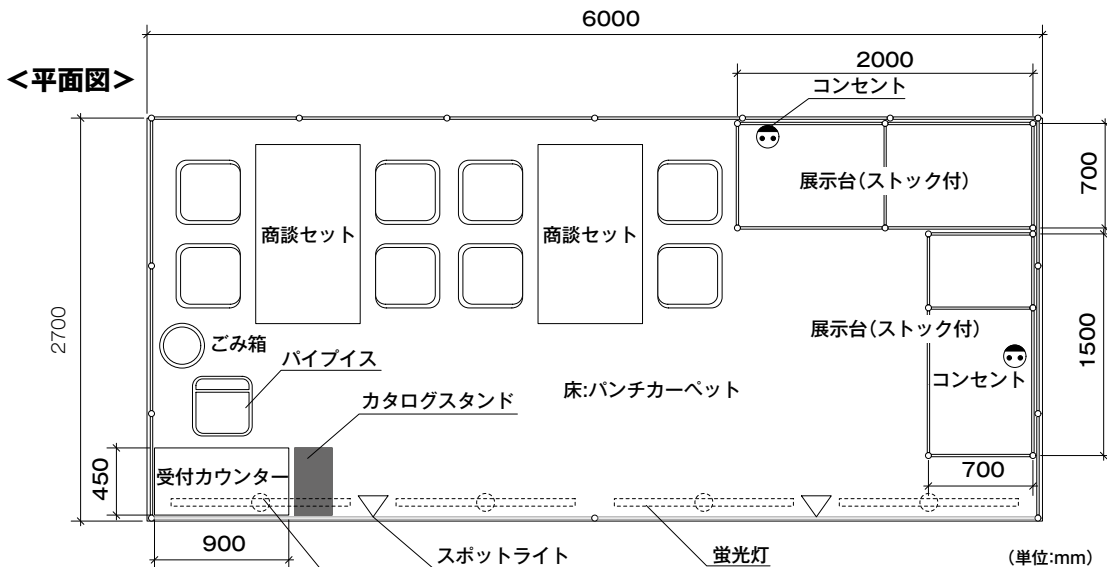 6000
＜平面図＞
2000
コンセント
展示台(ストック付)
700
商談セット
商談セット
2700
展示台(ストック付)
1500
ごみ箱
パイプイス
コンセント
カタログスタンド
床:パンチカーペット
受付カウンター
450
700
900
スポットライト
蛍光灯
(単位:mm)